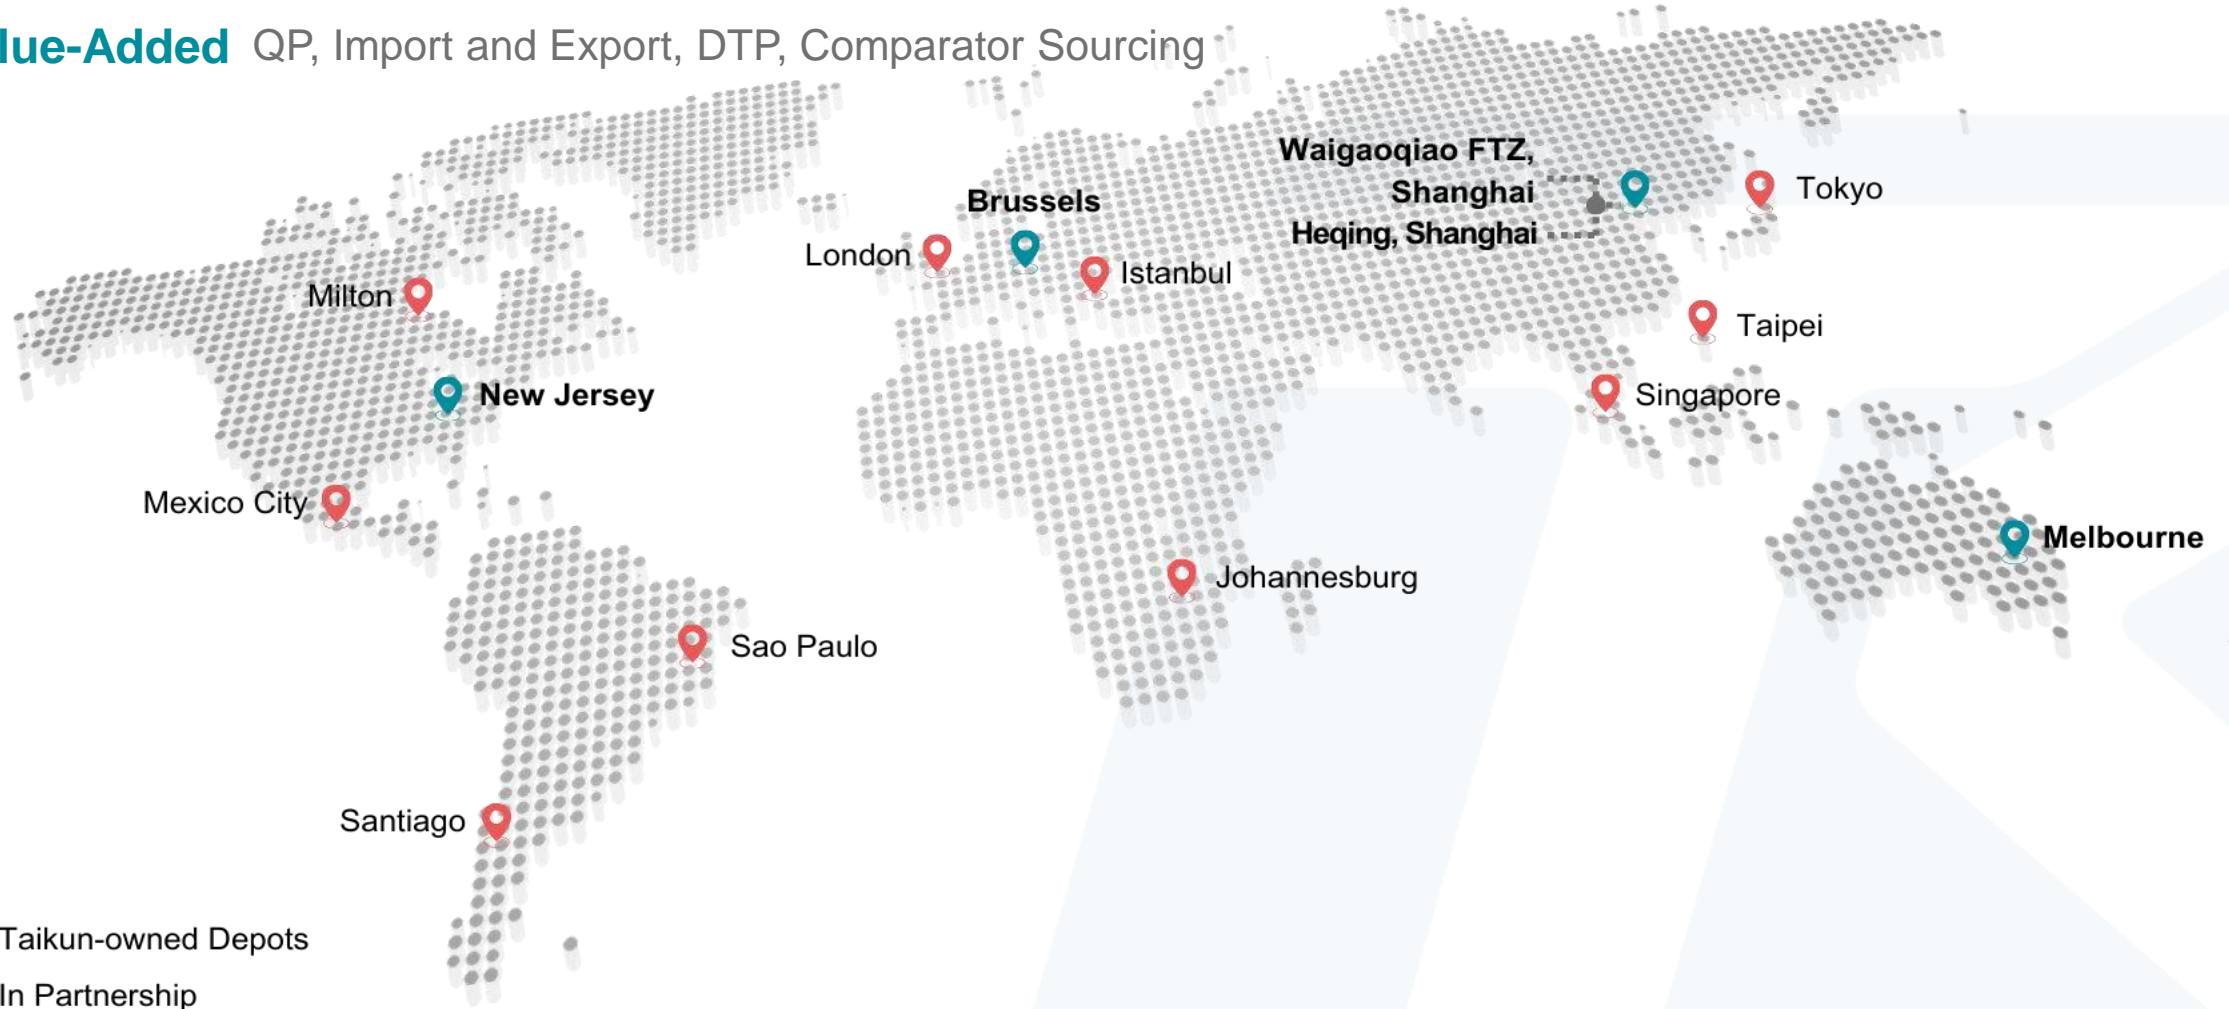 lue-Added QP, Import and Export, DTP, Comparator Sourcing
Waigaoqiao FTZ,
Shanghai
Heqing, Shanghai
Tokyo
Brussels
London
Istanbul
Milton
Taipei
New Jersey
Singapore
Mexico City
Melbourne
Johannesburg
Sao Paulo
Santiago
Taikun-owned Depots
In Partnership